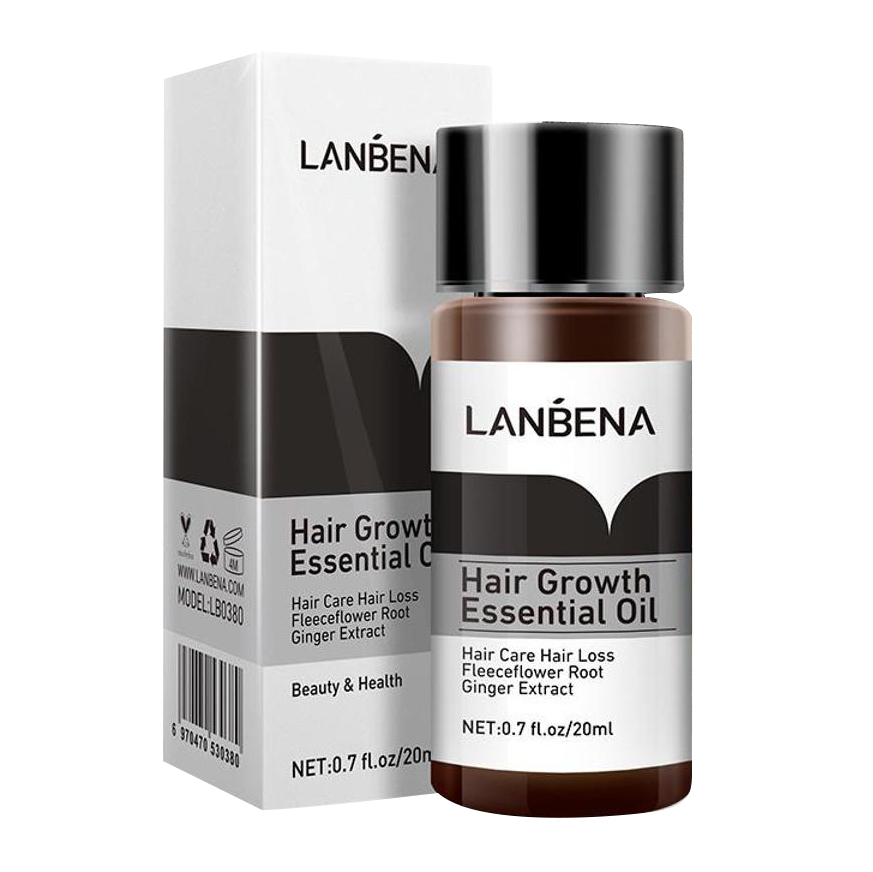 LANBENA
Hair Growt
Essential O
Hair Care Hair Loss
Fleeceflower Root
Ginger Extract
Beauty & Health
NET:0.7 fl.oz/20m
4M
WWW.LANBENA.COM
MODEL:LB0380
6 970470 530380
LANBENA
Hair Growth
Essential Oil
Hair Care Hair Loss
Fleeceflower Root
Ginger Extract
NET:0.7 fl.oz/20ml